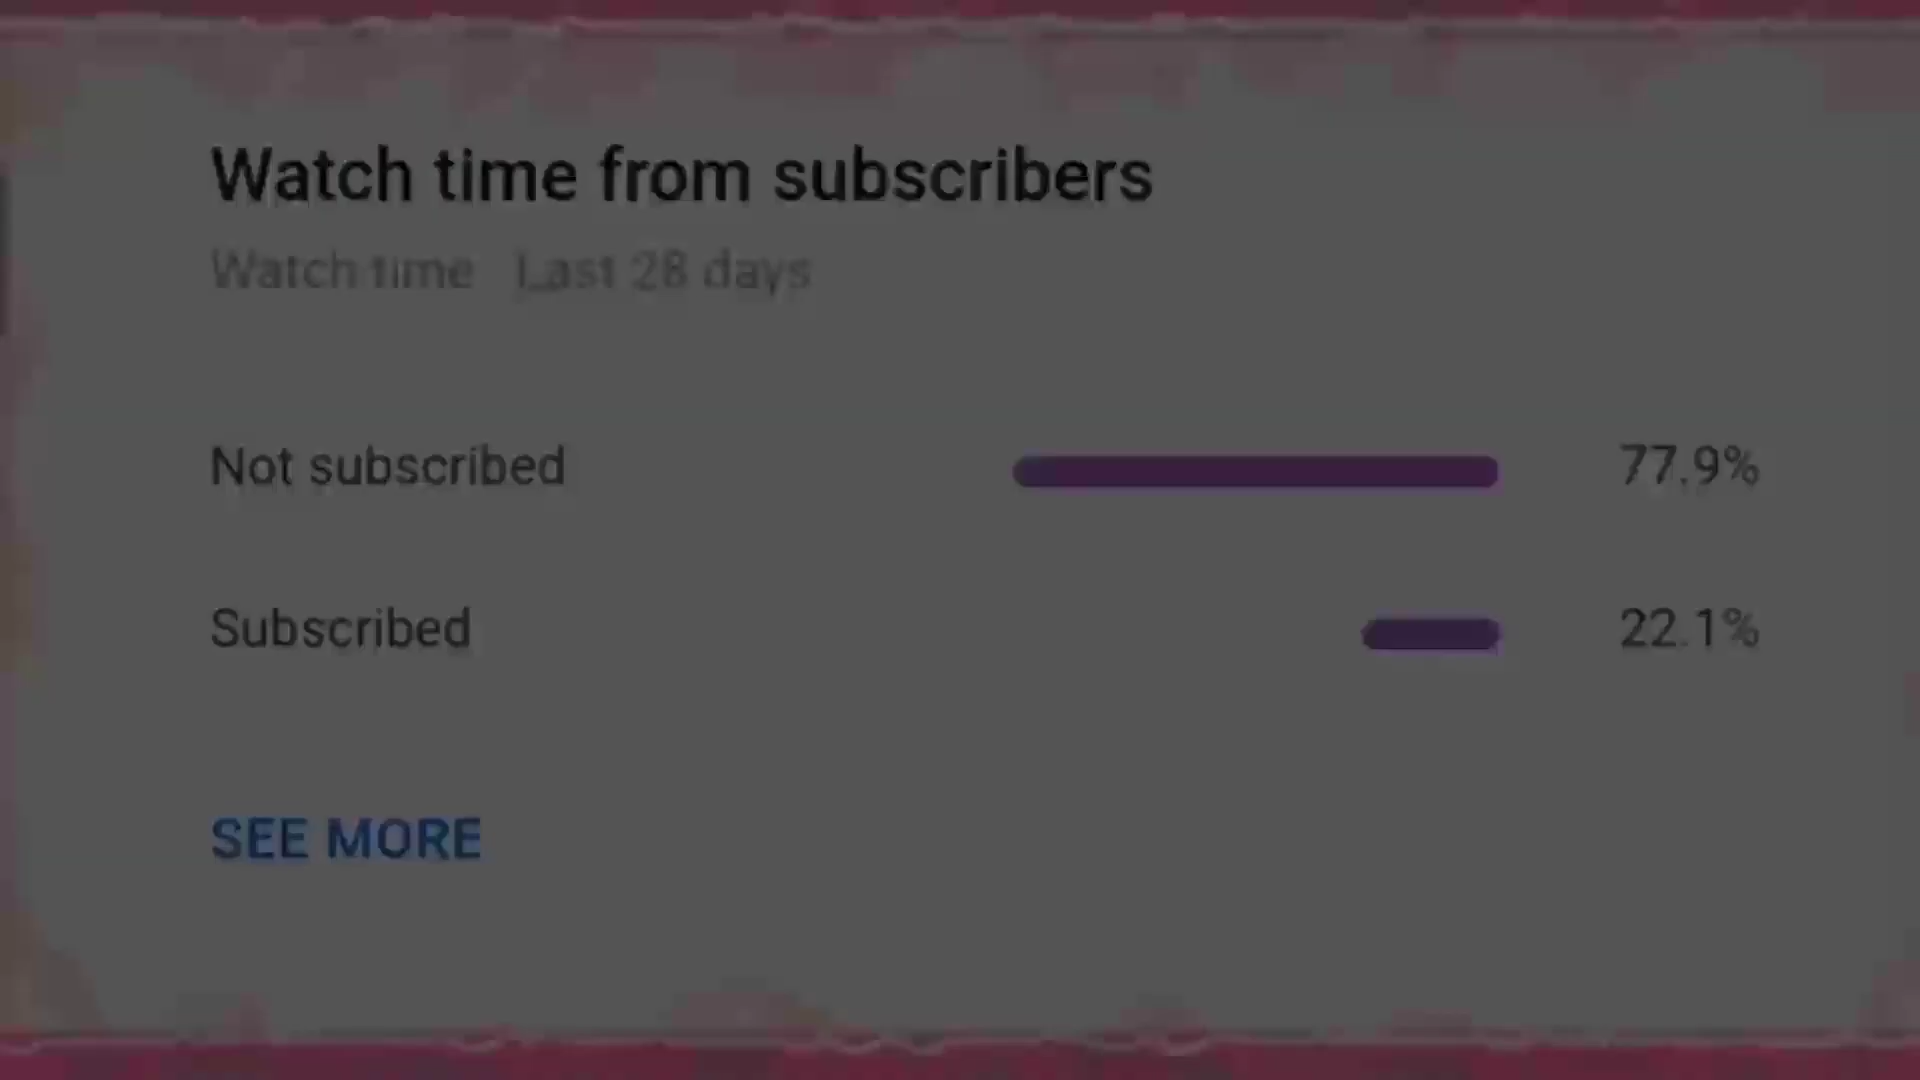 Watch time from subscribers
Watch time Last 28 days
Not subscribed 77.9%
Subscribed 22.1%
SEE MORE